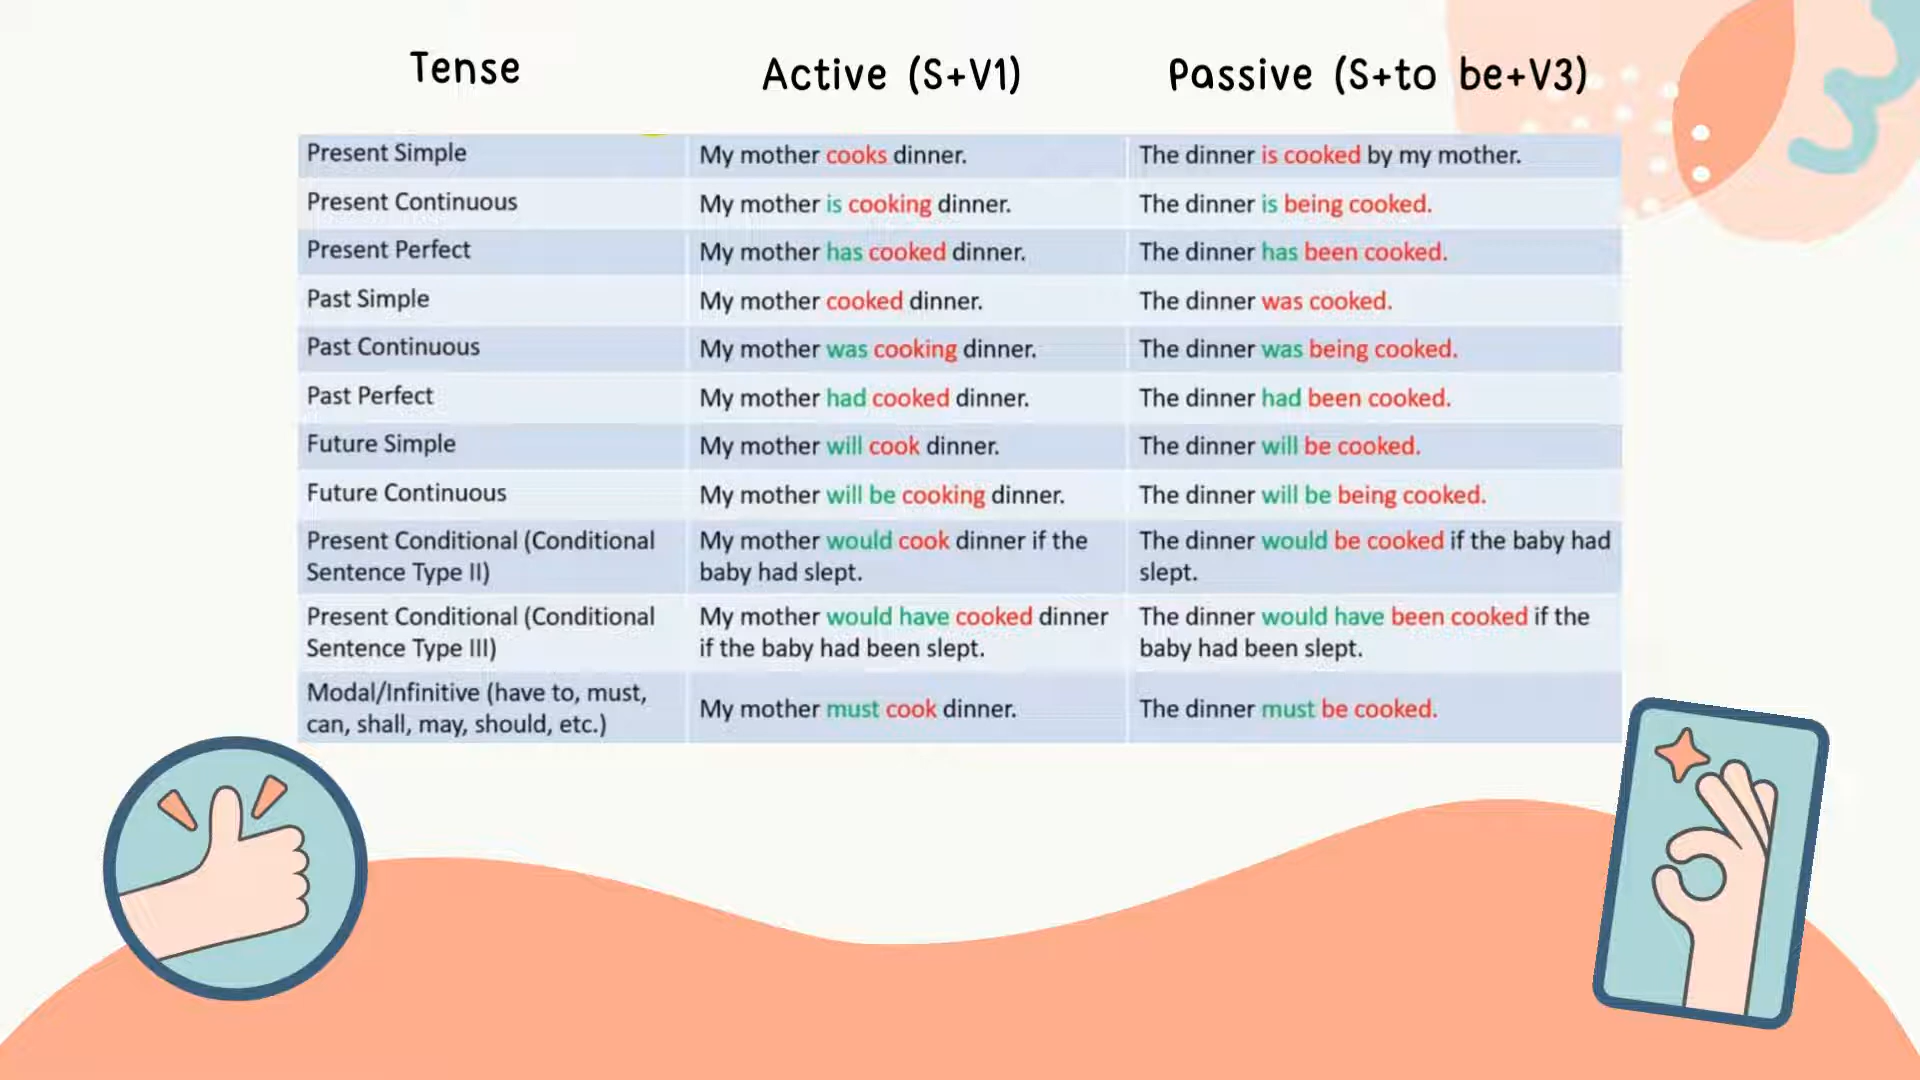 Tense Active (S+V1) Passive (S+to be+V3)
Present Simple My mother cooks dinner. The dinner is cooked by my mother.
Present Continuous My mother is cooking dinner. The dinner is being cooked.
Present Perfect My mother has cooked dinner. The dinner has been cooked.
Past Simple My mother cooked dinner. The dinner was cooked.
Past Continuous My mother was cooking dinner. The dinner was being cooked.
Past Perfect My mother had cooked dinner. The dinner had been cooked.
Future Simple My mother will cook dinner. The dinner will be cooked.
Future Continuous My mother will be cooking dinner. The dinner will be being cooked.
Present Conditional (Conditional
Sentence Type II)
My mother would cook dinner if the
baby had slept.
The dinner would be cooked if the baby had
slept.
Present Conditional (Conditional
Sentence Type III)
My mother would have cooked dinner
if the baby had been slept.
The dinner would have been cooked if the
baby had been slept.
Modal/Infinitive (have to, must,
can, shall, may, should, etc.)
My mother must cook dinner.
The dinner must be cooked.